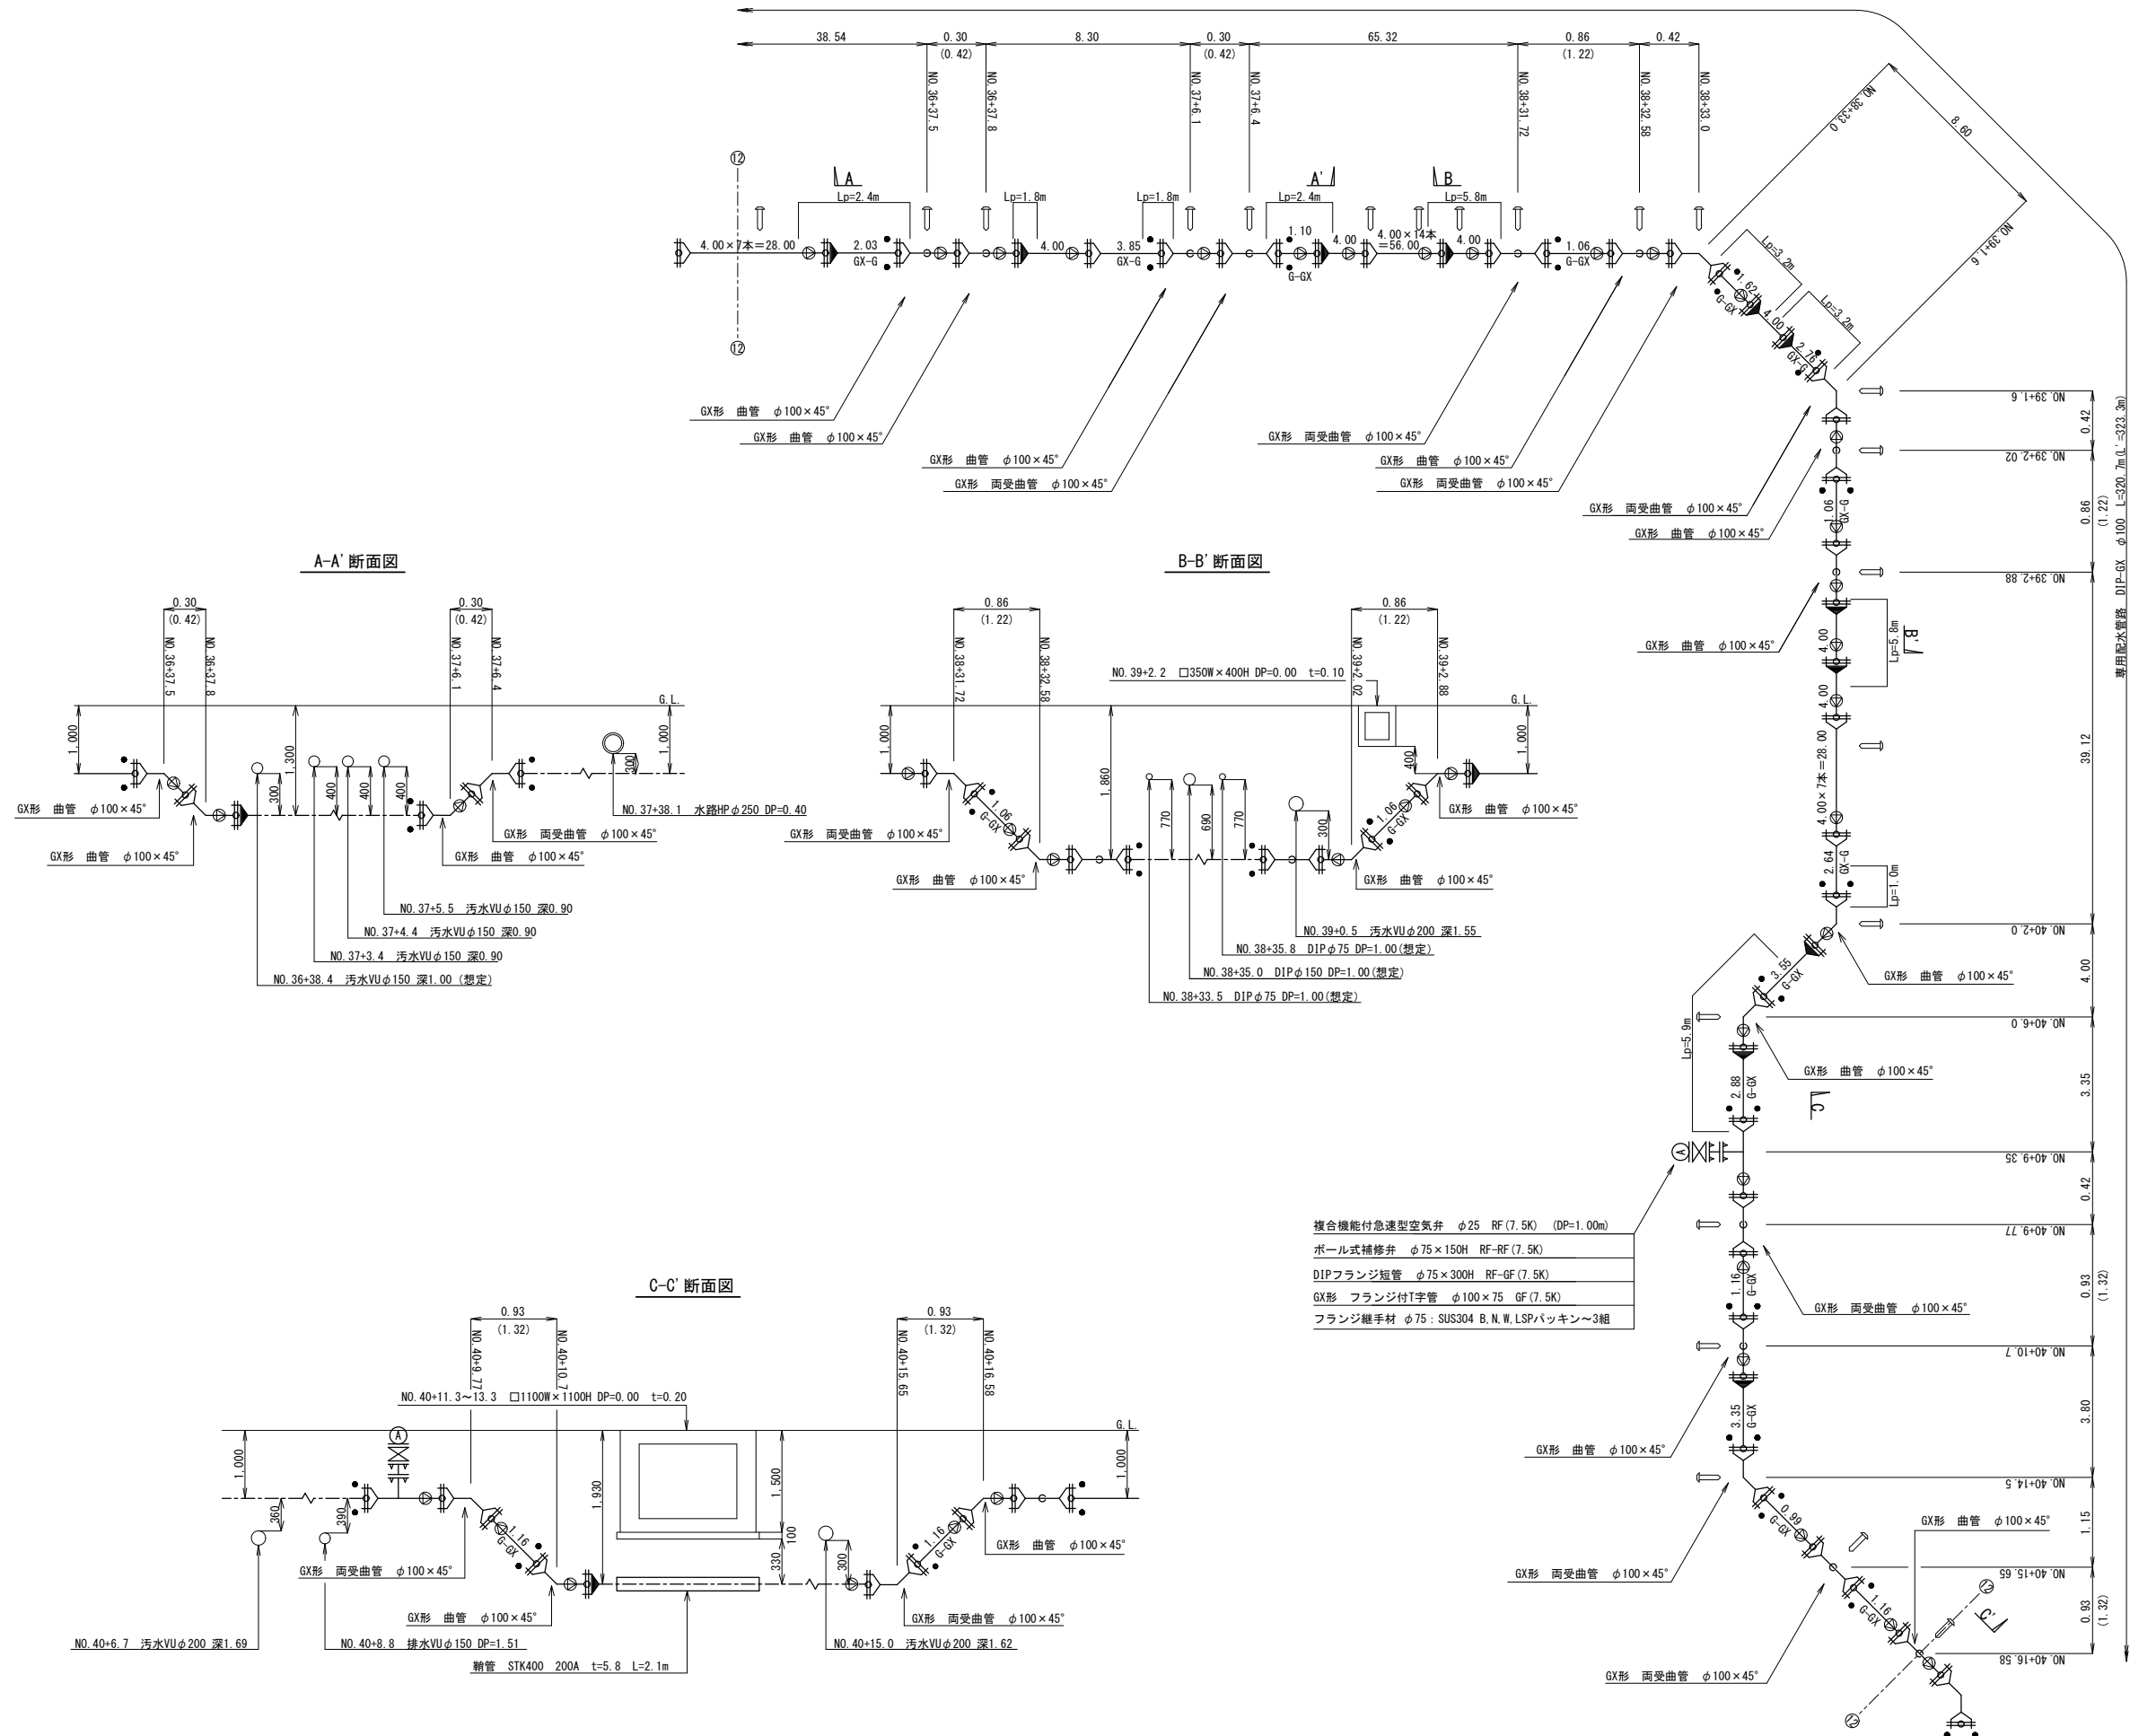 38.54
0.30
(0.42)
8.30
0.30
(0.42)
65.32
0.86
(1.22)
0.42
NO.36+37.5
NO.36+37.8
NO.37+6.1
NO.37+6.4
NO.38+31.72
NO.38+32.58
NO.38+33.0
NO.38+33.0
8.60
NO.39+1.6
⑫
⑫
A
Lp=2.4m
Lp=1.8m
Lp=1.8m
A'
Lp=2.4m
B
Lp=5.8m
4.00×7本=28.00
2.03
GX-G
4.00
3.85
GX-G
1.10
G-GX
4.00
4.00×14本
=56.00
4.00
1.06
G-GX
Lp=3.2m
1.62
G-GX
4.00
Lp=3.2m
2.76
GX-G
GX形 曲管 φ100×45°
GX形 曲管 φ100×45°
GX形 曲管 φ100×45°
GX形 両受曲管 φ100×45°
GX形 両受曲管 φ100×45°
GX形 曲管 φ100×45°
GX形 両受曲管 φ100×45°
GX形 両受曲管 φ100×45°
GX形 曲管 φ100×45°
GX形 曲管 φ100×45°
NO.39+1.6
0.42
NO.39+2.02
0.86
(1.22)
NO.39+2.88
39.12
NO.40+2.0
4.00
NO.40+6.0
3.35
NO.40+9.35
0.42
NO.40+9.77
0.93
(1.32)
NO.40+10.7
3.80
NO.40+14.5
1.15
NO.40+15.65
0.93
(1.32)
NO.40+16.58
専用配水管路 DIP-GX φ100 L=320.7m(L'=323.3m)
1.06
GX-G
4.00
Lp=5.8m
B'
4.00
4.00×7本=28.00
2.64
GX-G
Lp=1.0m
GX形 曲管 φ100×45°
3.55
G-GX
Lp=5.9m
GX形 曲管 φ100×45°
2.88
G-GX
C
A
複合機能付急速型空気弁 φ25 RF(7.5K) (DP=1.00m)
ボール式補修弁 φ75×150H RF-RF(7.5K)
DIPフランジ短管 φ75×300H RF-GF(7.5K)
GX形 フランジ付T字管 φ100×75 GF(7.5K)
フランジ継手材 φ75:SUS304 B,N,W,LSPパッキン~3組
1.16
G-GX
GX形 両受曲管 φ100×45°
GX形 曲管 φ100×45°
3.35
G-GX
GX形 両受曲管 φ100×45°
0.99
G-GX
GX形 曲管 φ100×45°
1.16
G-GX
GX形 両受曲管 φ100×45°
⑫
C'
⑫
A-A'断面図
0.30
(0.42)
0.30
(0.42)
NO.36+37.5
NO.36+37.8
NO.37+6.1
NO.37+6.4
G.L.
1,000
1,300
1,000
300
400
400
400
300
GX形 曲管 φ100×45°
GX形 曲管 φ100×45°
GX形 両受曲管 φ100×45°
GX形 曲管 φ100×45°
NO.37+38.1 水路HPφ250 DP=0.40
NO.37+5.5 汚水VUφ150 深0.90
NO.37+4.4 汚水VUφ150 深0.90
NO.37+3.4 汚水VUφ150 深0.90
NO.36+38.4 汚水VUφ150 深1.00 (想定)
B-B'断面図
0.86
(1.22)
0.86
(1.22)
NO.38+31.72
NO.38+32.58
NO.39+2.02
NO.39+2.88
NO.39+2.2 □350W×400H DP=0.00 t=0.10
G.L.
1,000
1,860
400
1,000
1.06
G-GX
770
690
770
300
1.06
G-GX
GX形 両受曲管 φ100×45°
GX形 曲管 φ100×45°
GX形 曲管 φ100×45°
GX形 曲管 φ100×45°
NO.39+0.5 汚水VUφ200 深1.55
NO.38+35.8 DIPφ75 DP=1.00(想定)
NO.38+35.0 DIPφ150 DP=1.00(想定)
NO.38+33.5 DIPφ75 DP=1.00(想定)
C-C'断面図
0.93
(1.32)
0.93
(1.32)
NO.40+9.77
NO.40+10.7
NO.40+15.65
NO.40+16.58
NO.40+11.3~13.3 □1100W×1100H DP=0.00 t=0.20
G.L.
1,000
A
1,930
1,500
1,000
360
390
100
330
300
1.16
G-GX
1.16
G-GX
GX形 両受曲管 φ100×45°
GX形 曲管 φ100×45°
GX形 曲管 φ100×45°
GX形 両受曲管 φ100×45°
NO.40+6.7 汚水VUφ200 深1.69
NO.40+8.8 排水VUφ150 DP=1.51
NO.40+15.0 汚水VUφ200 深1.62
鞘管 STK400 200A t=5.8 L=2.1m